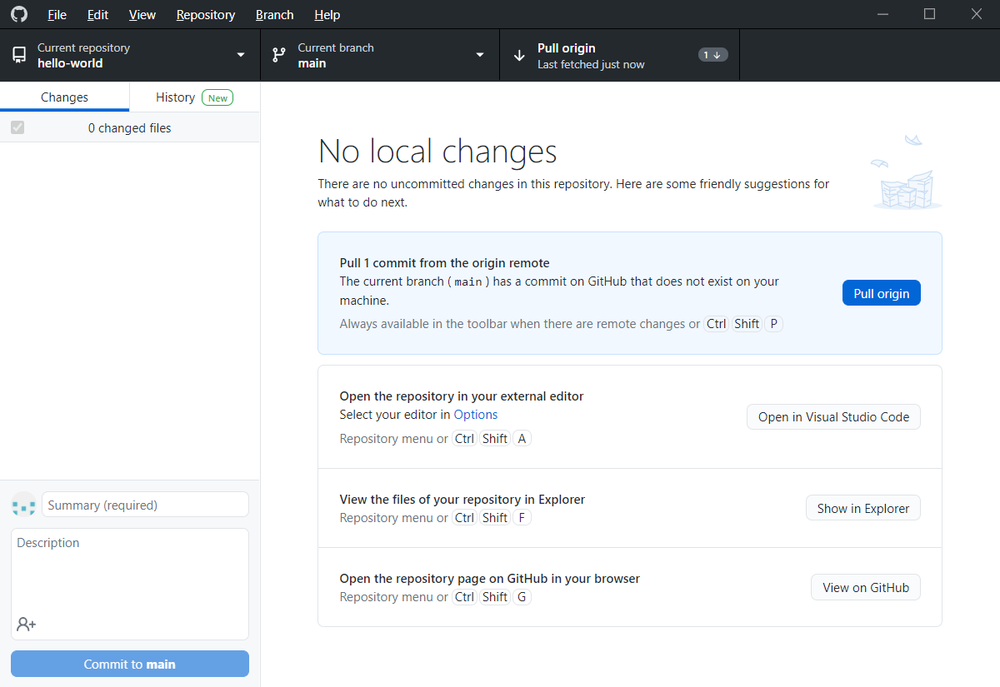 File Edit View Repository Branch Help
Current repository
hello-world
Current branch
main
Pull origin
Last fetched just now
1
Changes
History New
0 changed files
No local changes
There are no uncommitted changes in this repository. Here are some friendly suggestions for
what to do next.
Pull 1 commit from the origin remote
The current branch ( main ) has a commit on GitHub that does not exist on your
machine.
Always available in the toolbar when there are remote changes or Ctrl Shift P
Pull origin
Open the repository in your external editor
Select your editor in Options
Repository menu or Ctrl Shift A
Open in Visual Studio Code
View the files of your repository in Explorer
Repository menu or Ctrl Shift F
Show in Explorer
Open the repository page on GitHub in your browser
Repository menu or Ctrl Shift G
View on GitHub
Summary (required)
Description
Commit to main